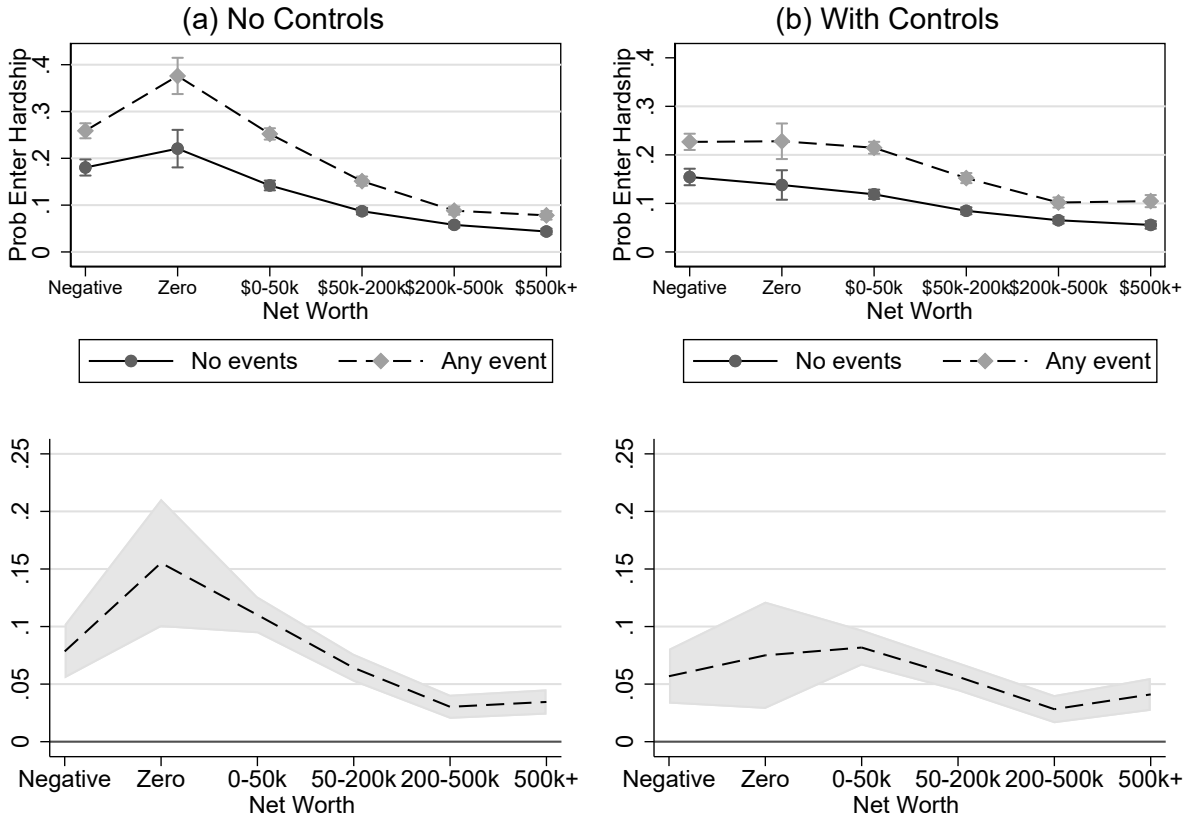 (a) No Controls
Prob Enter Hardship
.4
.3
.2
.1
0
Negative Zero $0-50k $50k-200k $200k-500k $500k+
Net Worth
No events Any event
(b) With Controls
Prob Enter Hardship
.4
.3
.2
.1
0
Negative Zero $0-50k $50k-200k $200k-500k $500k+
Net Worth
No events Any event
.25
.2
.15
.1
.05
0
Negative Zero 0-50k 50-200k 200-500k 500k+
Net Worth
.25
.2
.15
.1
.05
0
Negative Zero 0-50k 50-200k 200-500k 500k+
Net Worth